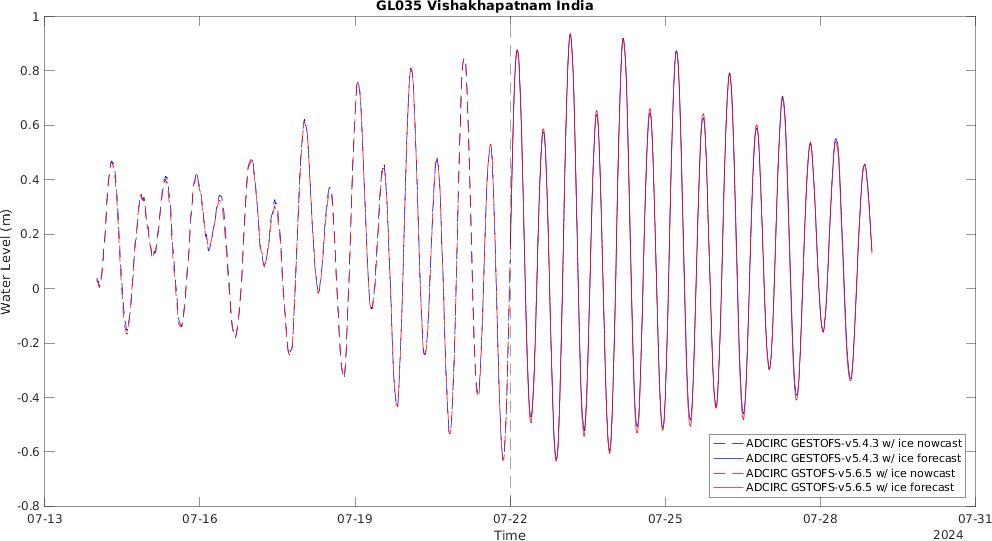 GL035 Vishakhapatnam India
1
0.8
0.6
0.4
0.2
0
-0.2
-0.4
-0.6
-0.8
Water Level (m)
ADCIRC GESTOFS-v5.4.3 w/ ice nowcast
ADCIRC GESTOFS-v5.4.3 w/ ice forecast
ADCIRC GSTOFS-v5.6.5 w/ ice nowcast
ADCIRC GSTOFS-v5.6.5 w/ ice forecast
07-13 07-16 07-19 07-22 07-25 07-28 07-31
Time
2024